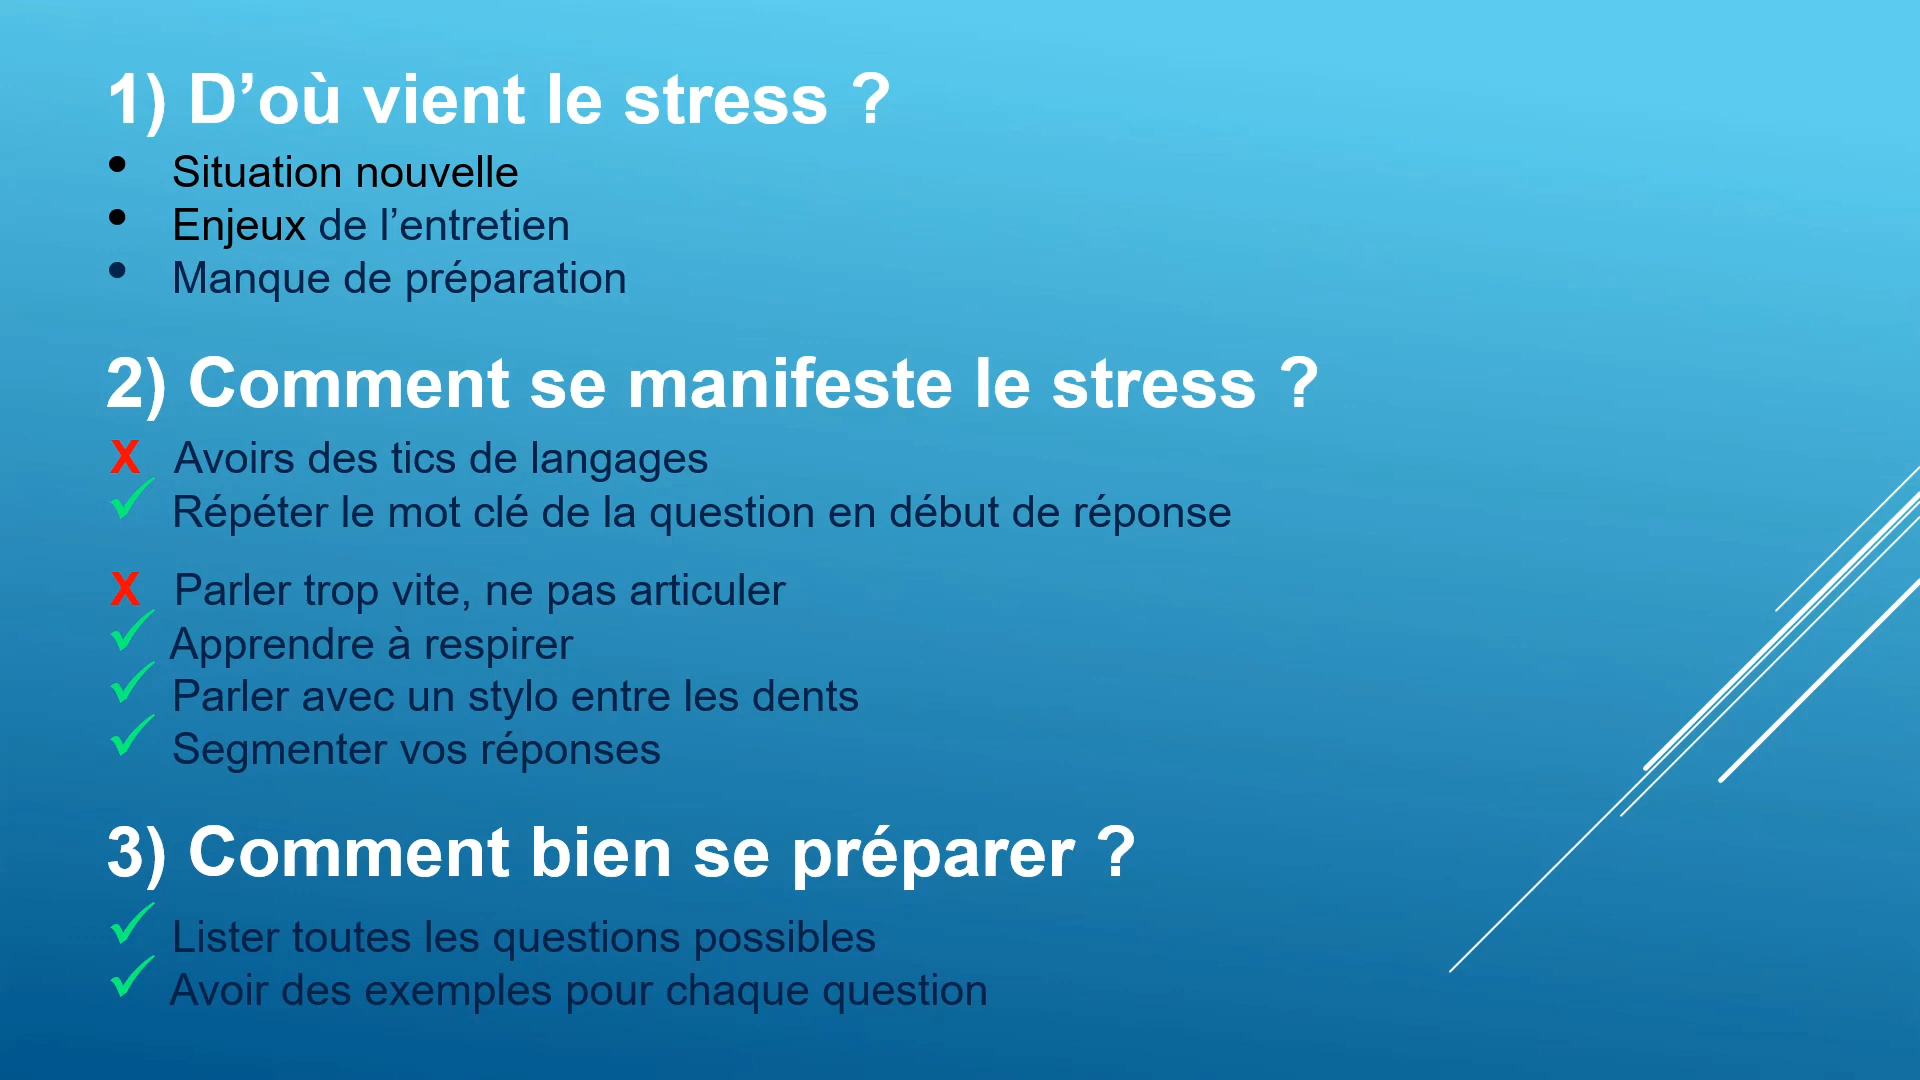 1) D’où vient le stress ?
• Situation nouvelle
• Enjeux de l’entretien
• Manque de préparation
2) Comment se manifeste le stress ?
X Avoirs des tics de langages
✓ Répéter le mot clé de la question en début de réponse
X Parler trop vite, ne pas articuler
✓ Apprendre à respirer
✓ Parler avec un stylo entre les dents
✓ Segmenter vos réponses
3) Comment bien se préparer ?
✓ Lister toutes les questions possibles
✓ Avoir des exemples pour chaque question